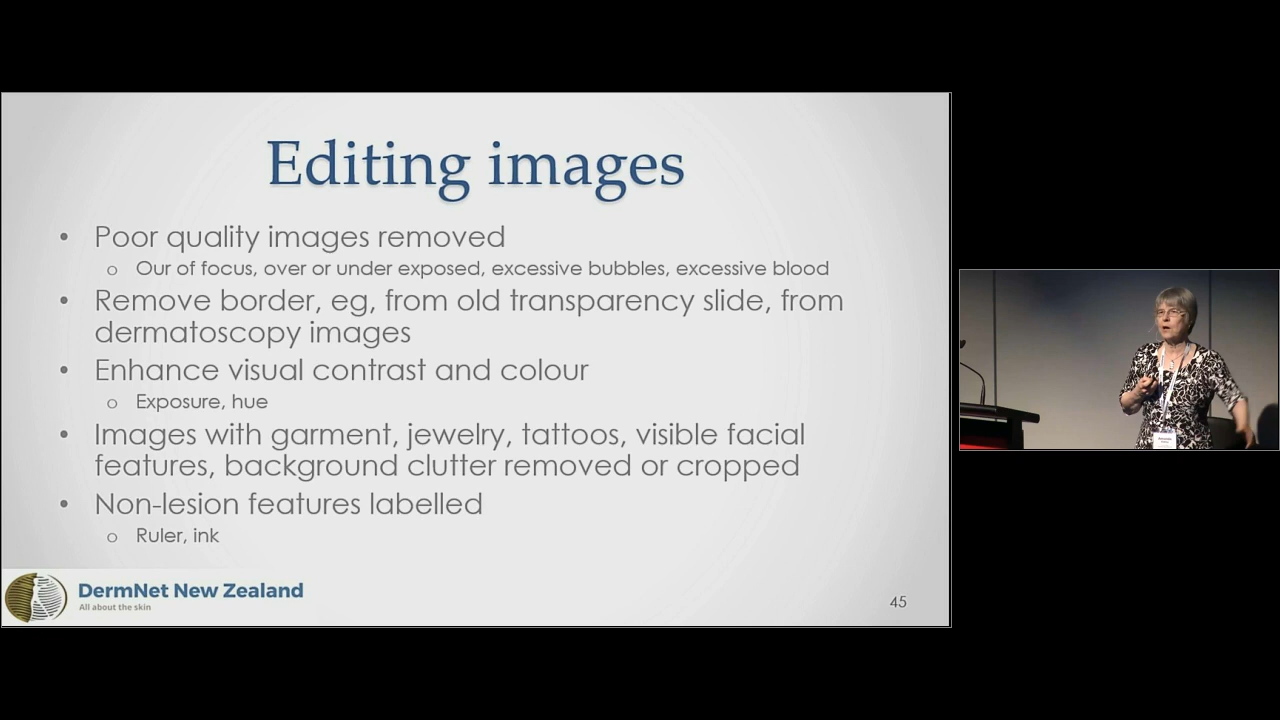 Editing images
• Poor quality images removed
o Our of focus, over or under exposed, excessive bubbles, excessive blood
• Remove border, eg, from old transparency slide, from
dermatoscopy images
• Enhance visual contrast and colour
o Exposure, hue
• Images with garment, jewelry, tattoos, visible facial
features, background clutter removed or cropped
• Non-lesion features labelled
o Ruler, ink
DermNet New Zealand
All about the skin
45